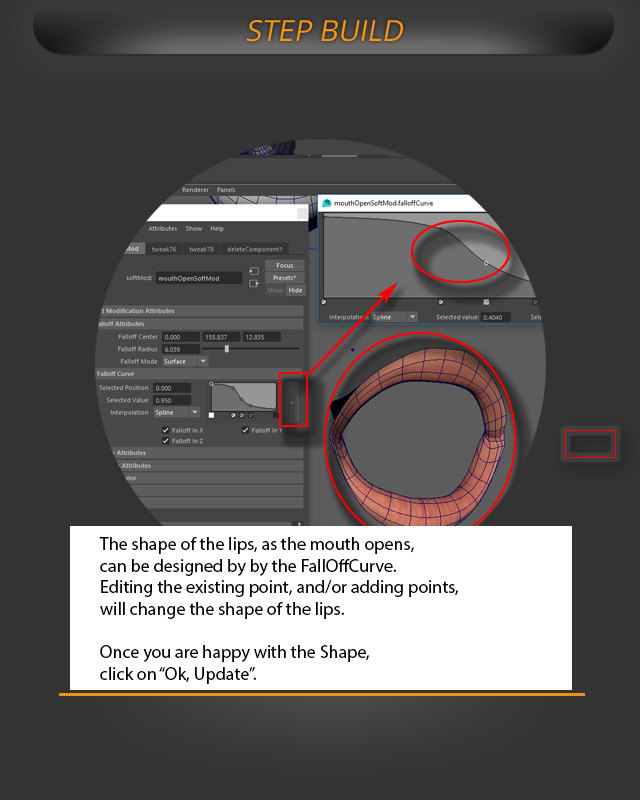 STEP BUILD
Renderer Panels
mouthOpenSoftMod.falloffCurve
Attributes Show Help
tweak76 tweak78 deleteComponent1
Focus
softMod: mouthOpenSoftMod
Presets*
Show Hide
Modification Attributes
Interpolation Spline Selected value: 0.4040
Falloff Center 0.000 155.837 12.835
Falloff Radius 6.039
Falloff Mode Surface
Falloff Curve
Selected Position 0.000
Selected Value 0.950
Interpolation Spline
Falloff In X Falloff In Y
Falloff In Z
Attributes
Attributes
The shape of the lips, as the mouth opens,
can be designed by by the FallOffCurve.
Editing the existing point, and/or adding points,
will change the shape of the lips.
Once you are happy with the Shape,
click on “Ok, Update”.